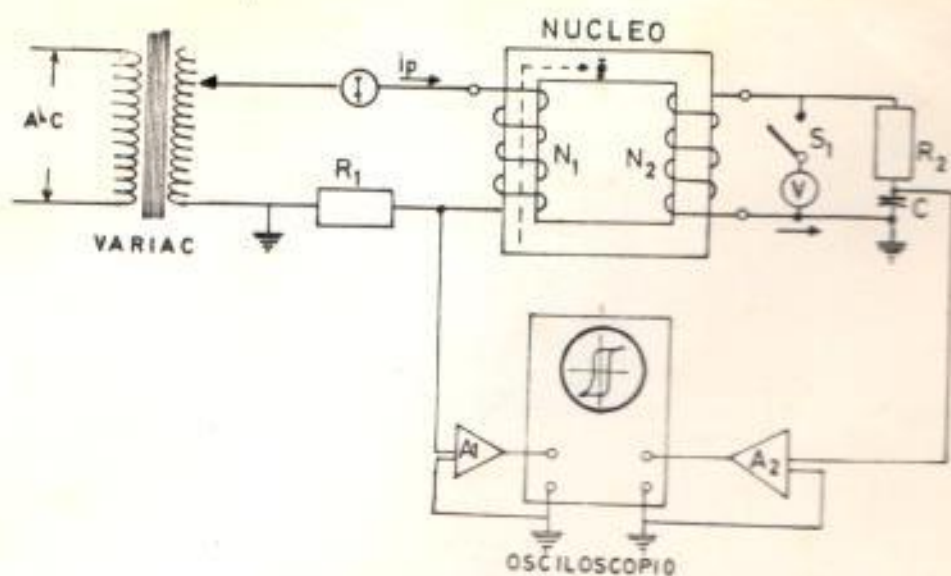 NUCLEO
ip
Φ
A C
N1
N2
S1
R2
R1
V
C
VARIAC
A1
A2
OSCILOSCOPIO